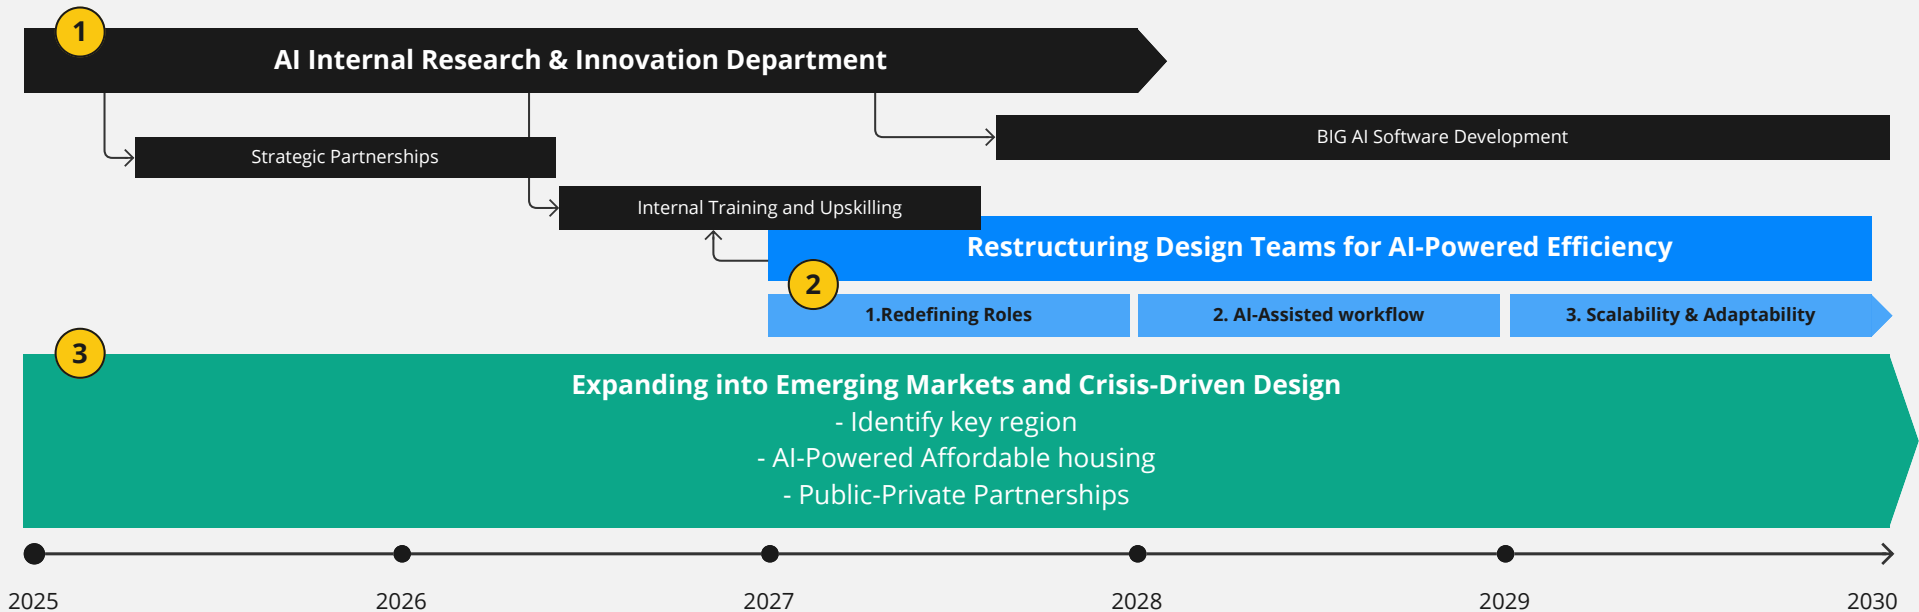 1
AI Internal Research & Innovation Department
BIG AI Software Development
Strategic Partnerships
Internal Training and Upskilling
Restructuring Design Teams for AI-Powered Efficiency
2
1.Redefining Roles
2. AI-Assisted workflow
3. Scalability & Adaptability
3
Expanding into Emerging Markets and Crisis-Driven Design
- Identify key region
- AI-Powered Affordable housing
- Public-Private Partnerships
2025
2026
2027
2028
2029
2030